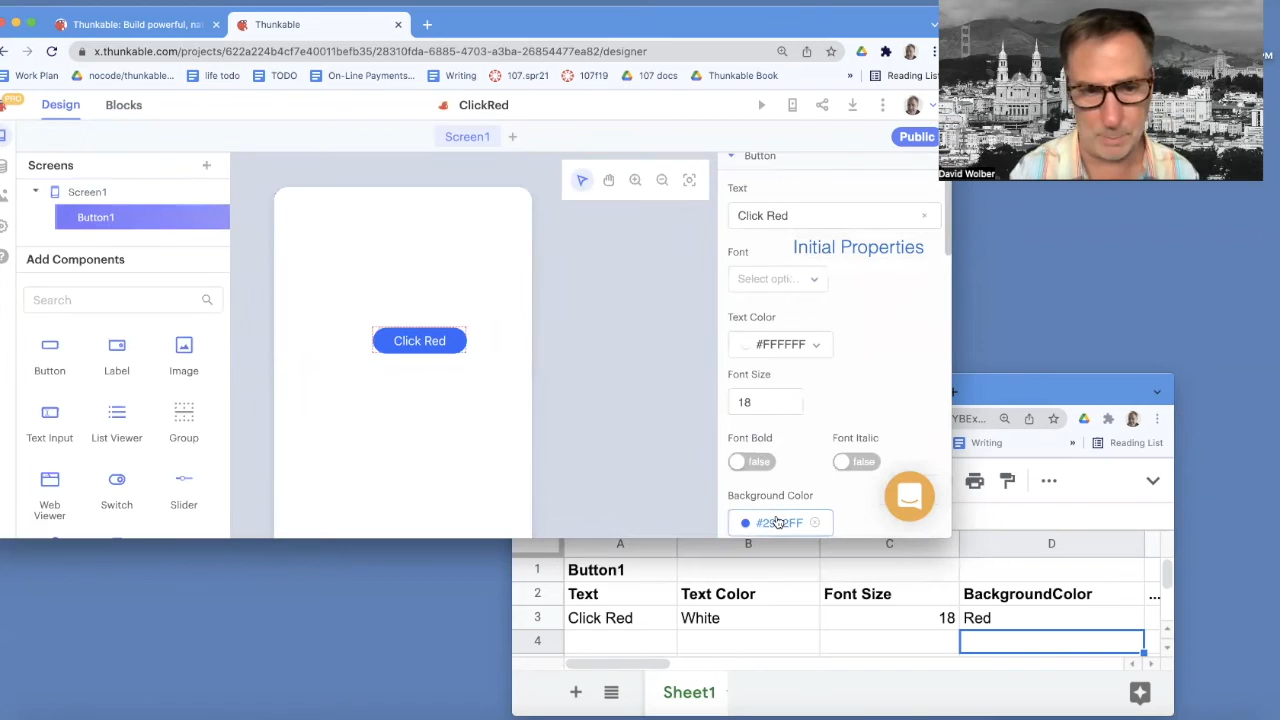 Thunkable: Build powerful, na
Thunkable
x.thunkable.com/projects/622a224b4cf7e40011befb35/28310fda-6885-4703-a3ba-26854477ea82/designer
Work Plan
nocode/thunkable...
life todo
TODO
On-Line Payments...
Writing
107.spr21
107f19
107 docs
Thunkable Book
»
Reading List
PM
PRO
Design
Blocks
ClickRed
Screen1
Public
David Wolber
Screens
Screen1
Button1
Add Components
Search
Button
Label
Image
Text Input
List Viewer
Group
Web Viewer
Switch
Slider
Click Red
Button
Text
Click Red
Initial Properties
Font
Select opti...
Text Color
#FFFFFF
Font Size
18
Font Bold
Font Italic
false
false
Background Color
YBEx...
Writing
»
Reading List
A B C D
1 Button1
2 Text Text Color Font Size BackgroundColor ...
3 Click Red White 18 Red
4
Sheet1